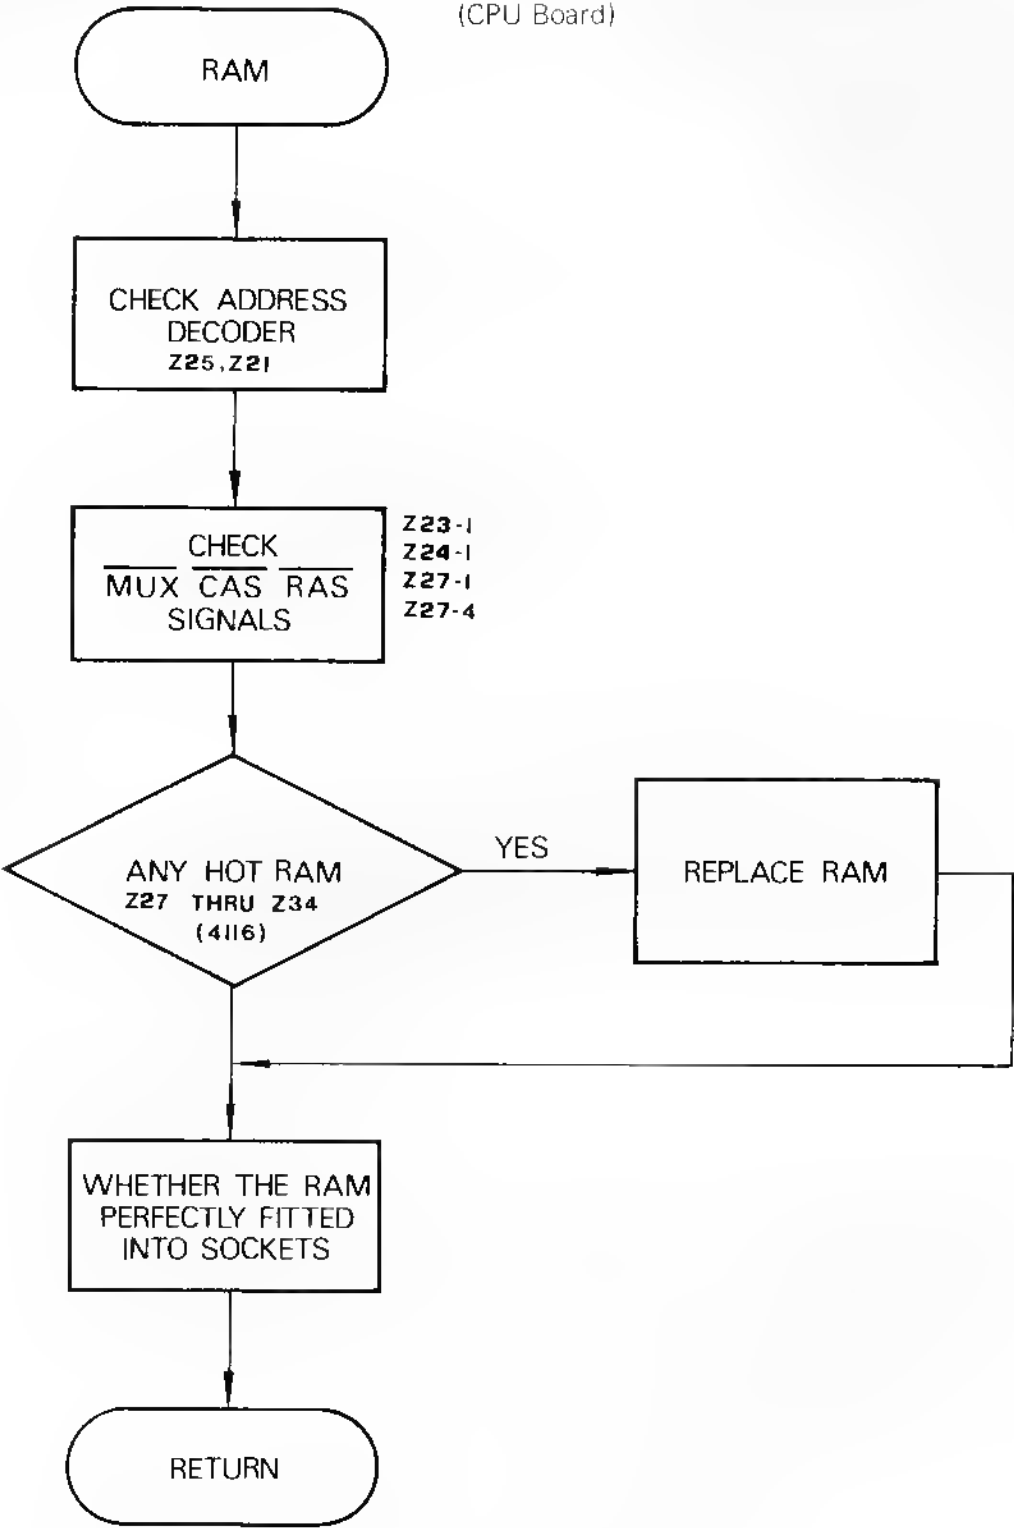 (CPU Board)
RAM
CHECK ADDRESS
DECODER
Z25, Z21
CHECK
MUX CAS RAS
SIGNALS
Z23-1
Z24-1
Z27-1
Z27-4
ANY HOT RAM
Z27 THRU Z34
(4116)
YES
REPLACE RAM
WHETHER THE RAM
PERFECTLY FITTED
INTO SOCKETS
RETURN